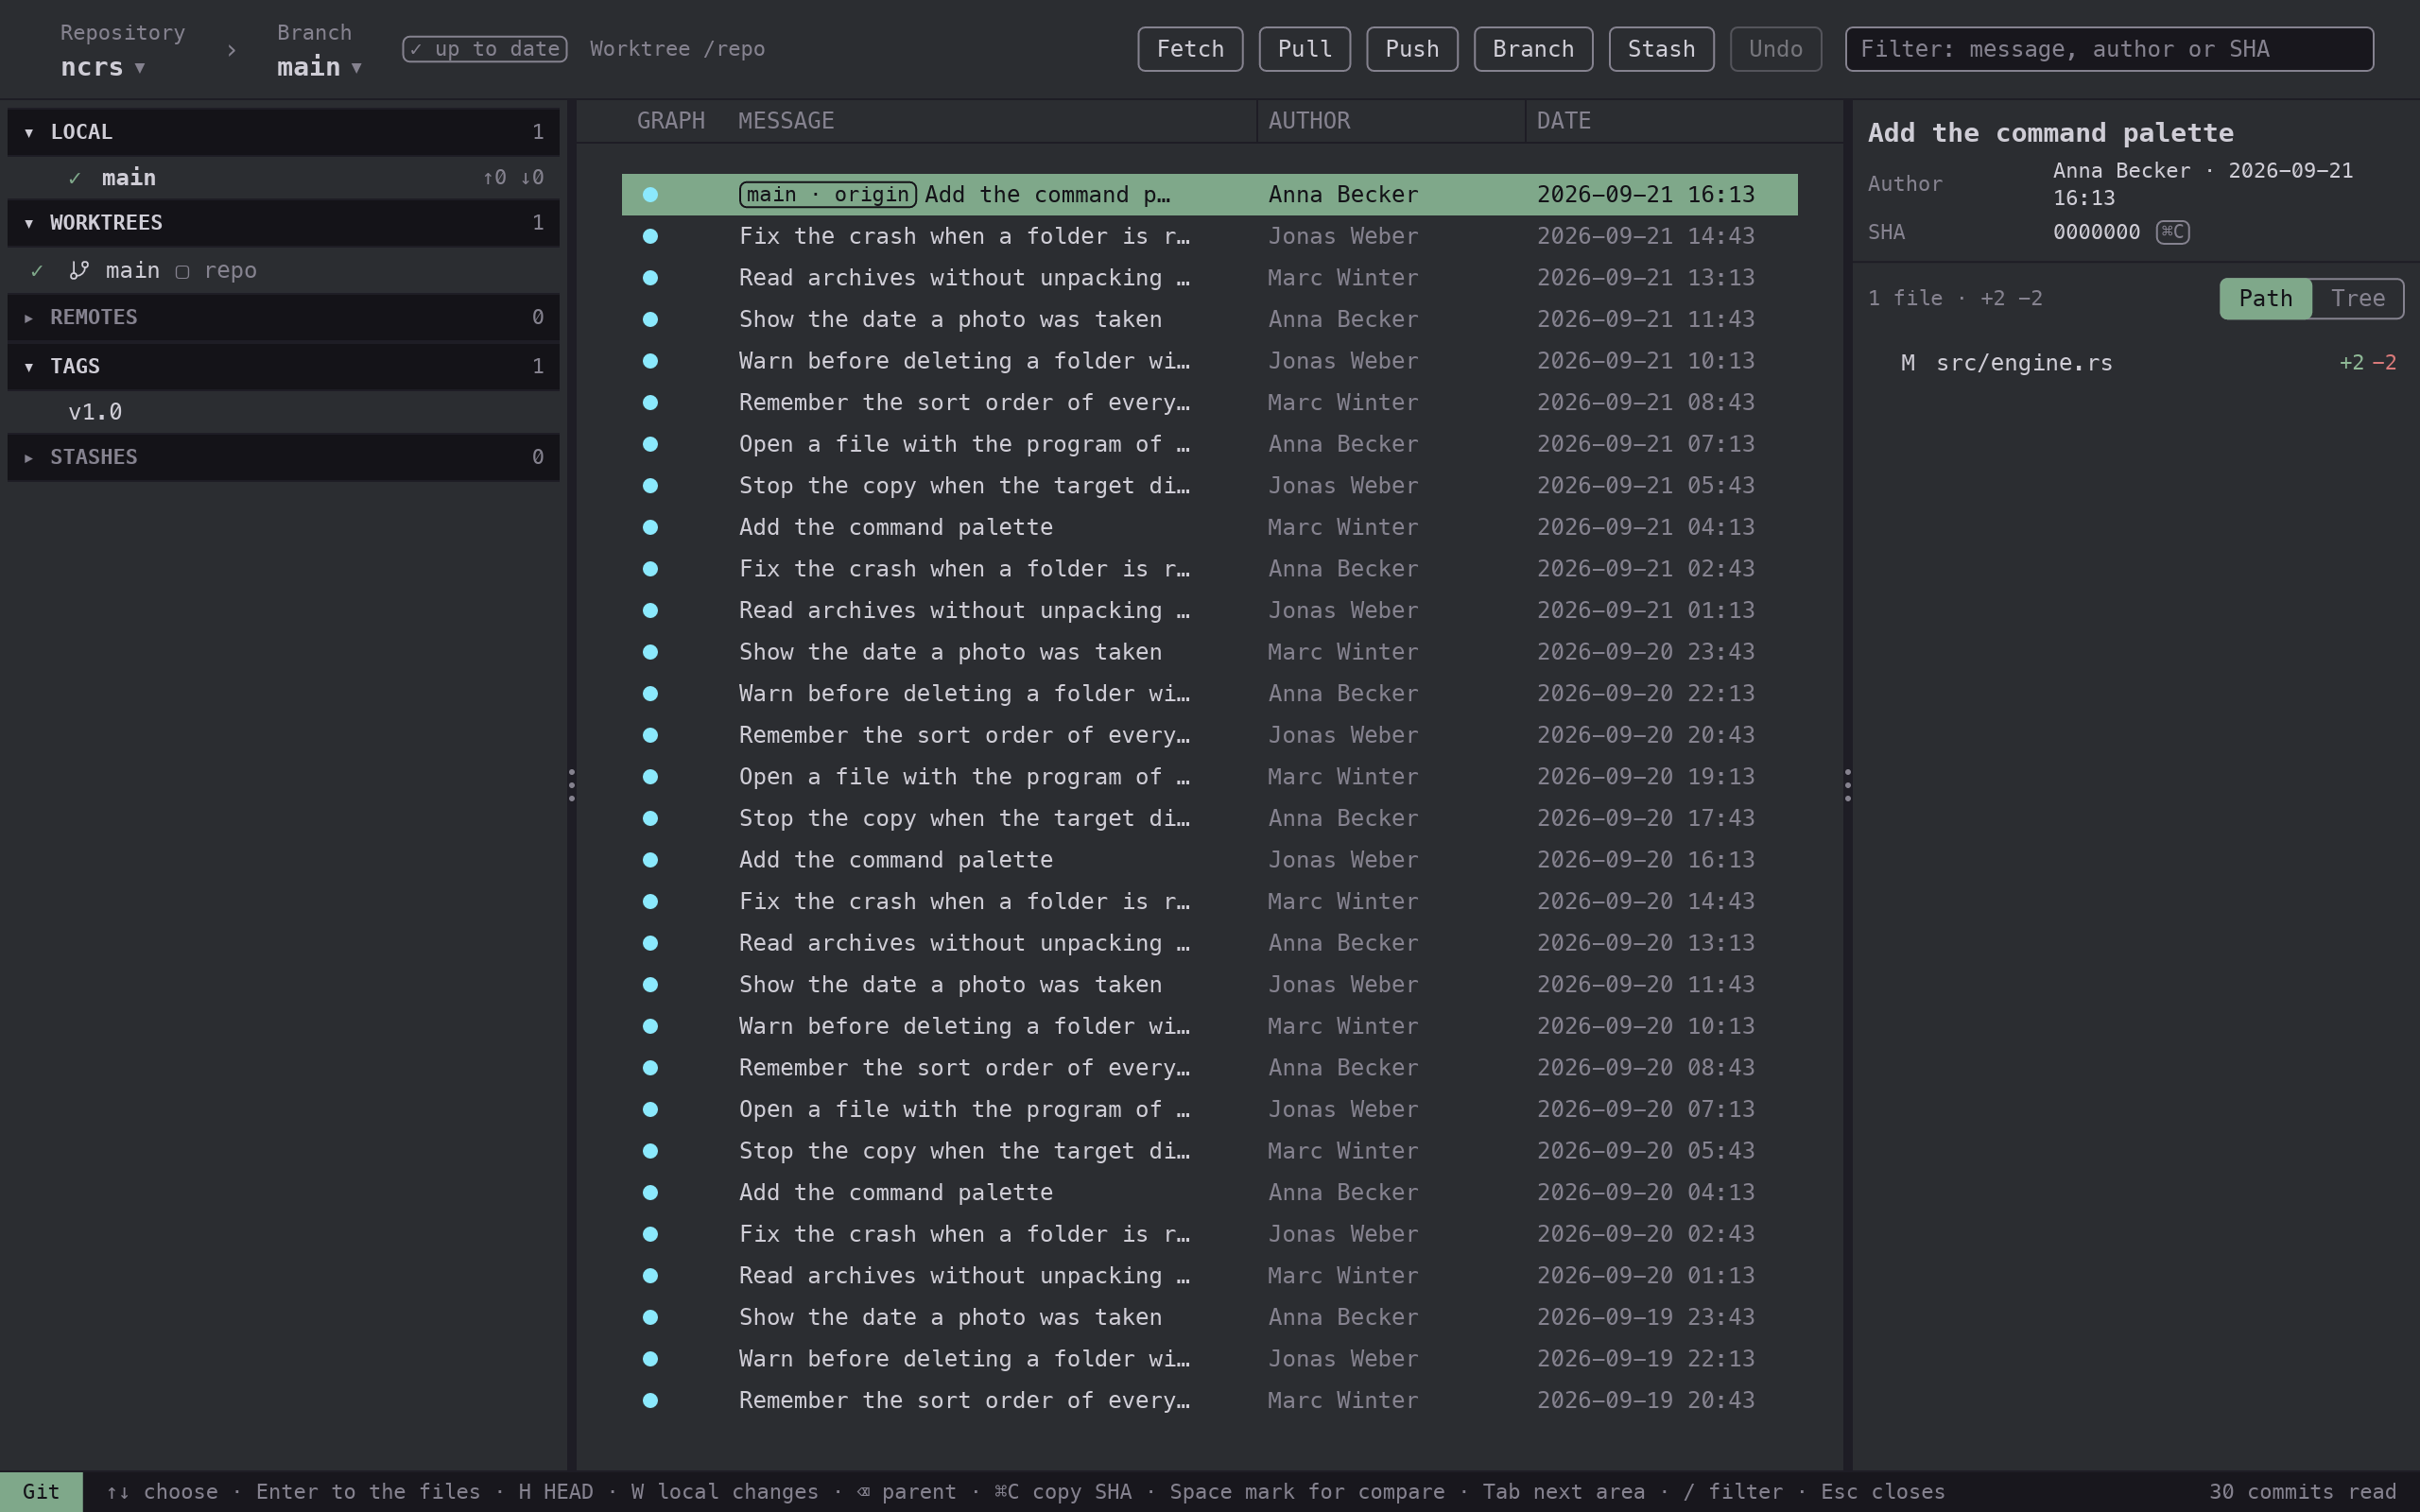 Repository
ncrs ▼
›
Branch
main ▼
✓ up to date
Worktree /repo
Fetch
Pull
Push
Branch
Stash
Undo
Filter: message, author or SHA
▾ LOCAL 1
✓ main ↑0 ↓0
▾ WORKTREES 1
✓ main ▢ repo
▸ REMOTES 0
▾ TAGS 1
v1.0
▸ STASHES 0
GRAPH MESSAGE AUTHOR DATE
main · origin Add the command p… Anna Becker 2026-09-21 16:13
Fix the crash when a folder is r… Jonas Weber 2026-09-21 14:43
Read archives without unpacking … Marc Winter 2026-09-21 13:13
Show the date a photo was taken Anna Becker 2026-09-21 11:43
Warn before deleting a folder wi… Jonas Weber 2026-09-21 10:13
Remember the sort order of every… Marc Winter 2026-09-21 08:43
Open a file with the program of … Anna Becker 2026-09-21 07:13
Stop the copy when the target di… Jonas Weber 2026-09-21 05:43
Add the command palette Marc Winter 2026-09-21 04:13
Fix the crash when a folder is r… Anna Becker 2026-09-21 02:43
Read archives without unpacking … Jonas Weber 2026-09-21 01:13
Show the date a photo was taken Marc Winter 2026-09-20 23:43
Warn before deleting a folder wi… Anna Becker 2026-09-20 22:13
Remember the sort order of every… Jonas Weber 2026-09-20 20:43
Open a file with the program of … Marc Winter 2026-09-20 19:13
Stop the copy when the target di… Anna Becker 2026-09-20 17:43
Add the command palette Jonas Weber 2026-09-20 16:13
Fix the crash when a folder is r… Marc Winter 2026-09-20 14:43
Read archives without unpacking … Anna Becker 2026-09-20 13:13
Show the date a photo was taken Jonas Weber 2026-09-20 11:43
Warn before deleting a folder wi… Marc Winter 2026-09-20 10:13
Remember the sort order of every… Anna Becker 2026-09-20 08:43
Open a file with the program of … Jonas Weber 2026-09-20 07:13
Stop the copy when the target di… Marc Winter 2026-09-20 05:43
Add the command palette Anna Becker 2026-09-20 04:13
Fix the crash when a folder is r… Jonas Weber 2026-09-20 02:43
Read archives without unpacking … Marc Winter 2026-09-20 01:13
Show the date a photo was taken Anna Becker 2026-09-19 23:43
Warn before deleting a folder wi… Jonas Weber 2026-09-19 22:13
Remember the sort order of every… Marc Winter 2026-09-19 20:43
Add the command palette
Author Anna Becker · 2026-09-21
16:13
SHA 0000000 ⌘C
1 file · +2 −2
Path
Tree
M src/engine.rs +2 −2
Git
↑↓ choose · Enter to the files · H HEAD · W local changes · ⌫ parent · ⌘C copy SHA · Space mark for compare · Tab next area · / filter · Esc closes
30 commits read